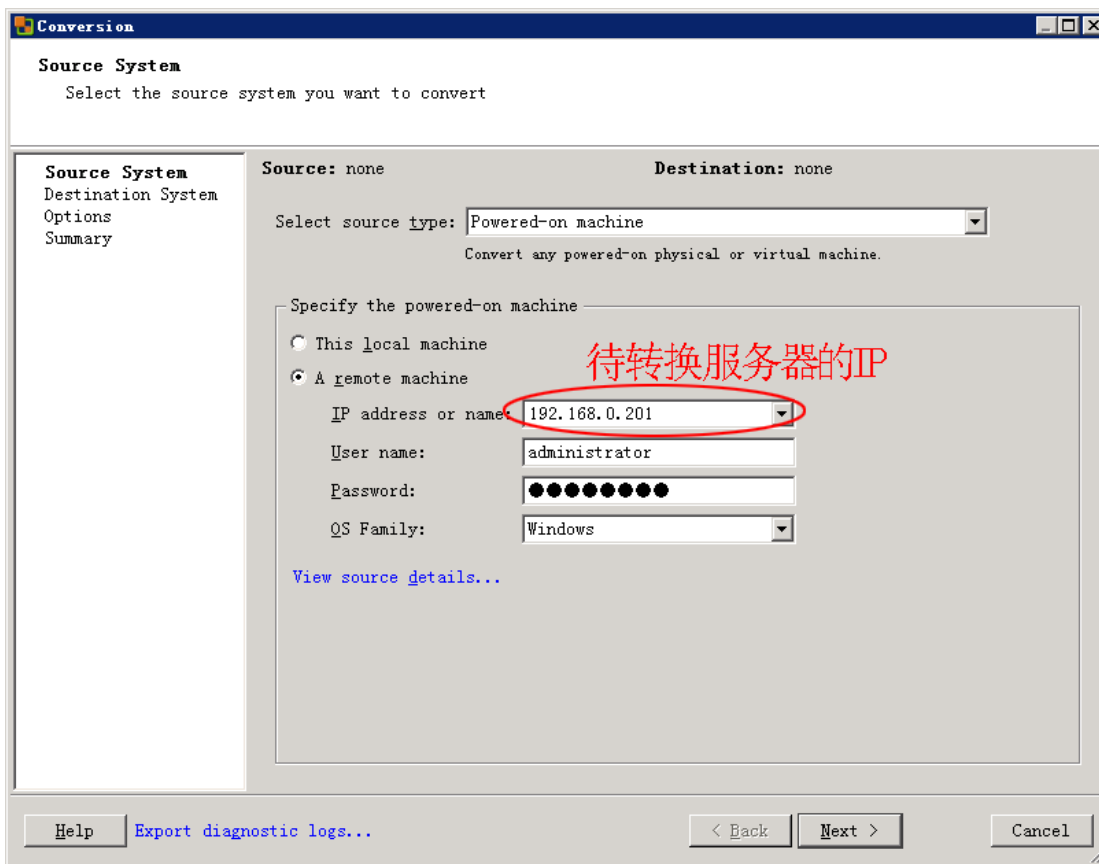 Conversion
Source System
Select the source system you want to convert
Source System
Destination System
Options
Summary
Source: none
Destination: none
Select source type: Powered-on machine
Convert any powered-on physical or virtual machine.
Specify the powered-on machine
This local machine
待转换服务器的IP
A remote machine
IP address or name: 192.168.0.201
User name: administrator
Password: ●●●●●●●●
OS Family: Windows
View source details...
Help
Export diagnostic logs...
< Back
Next >
Cancel